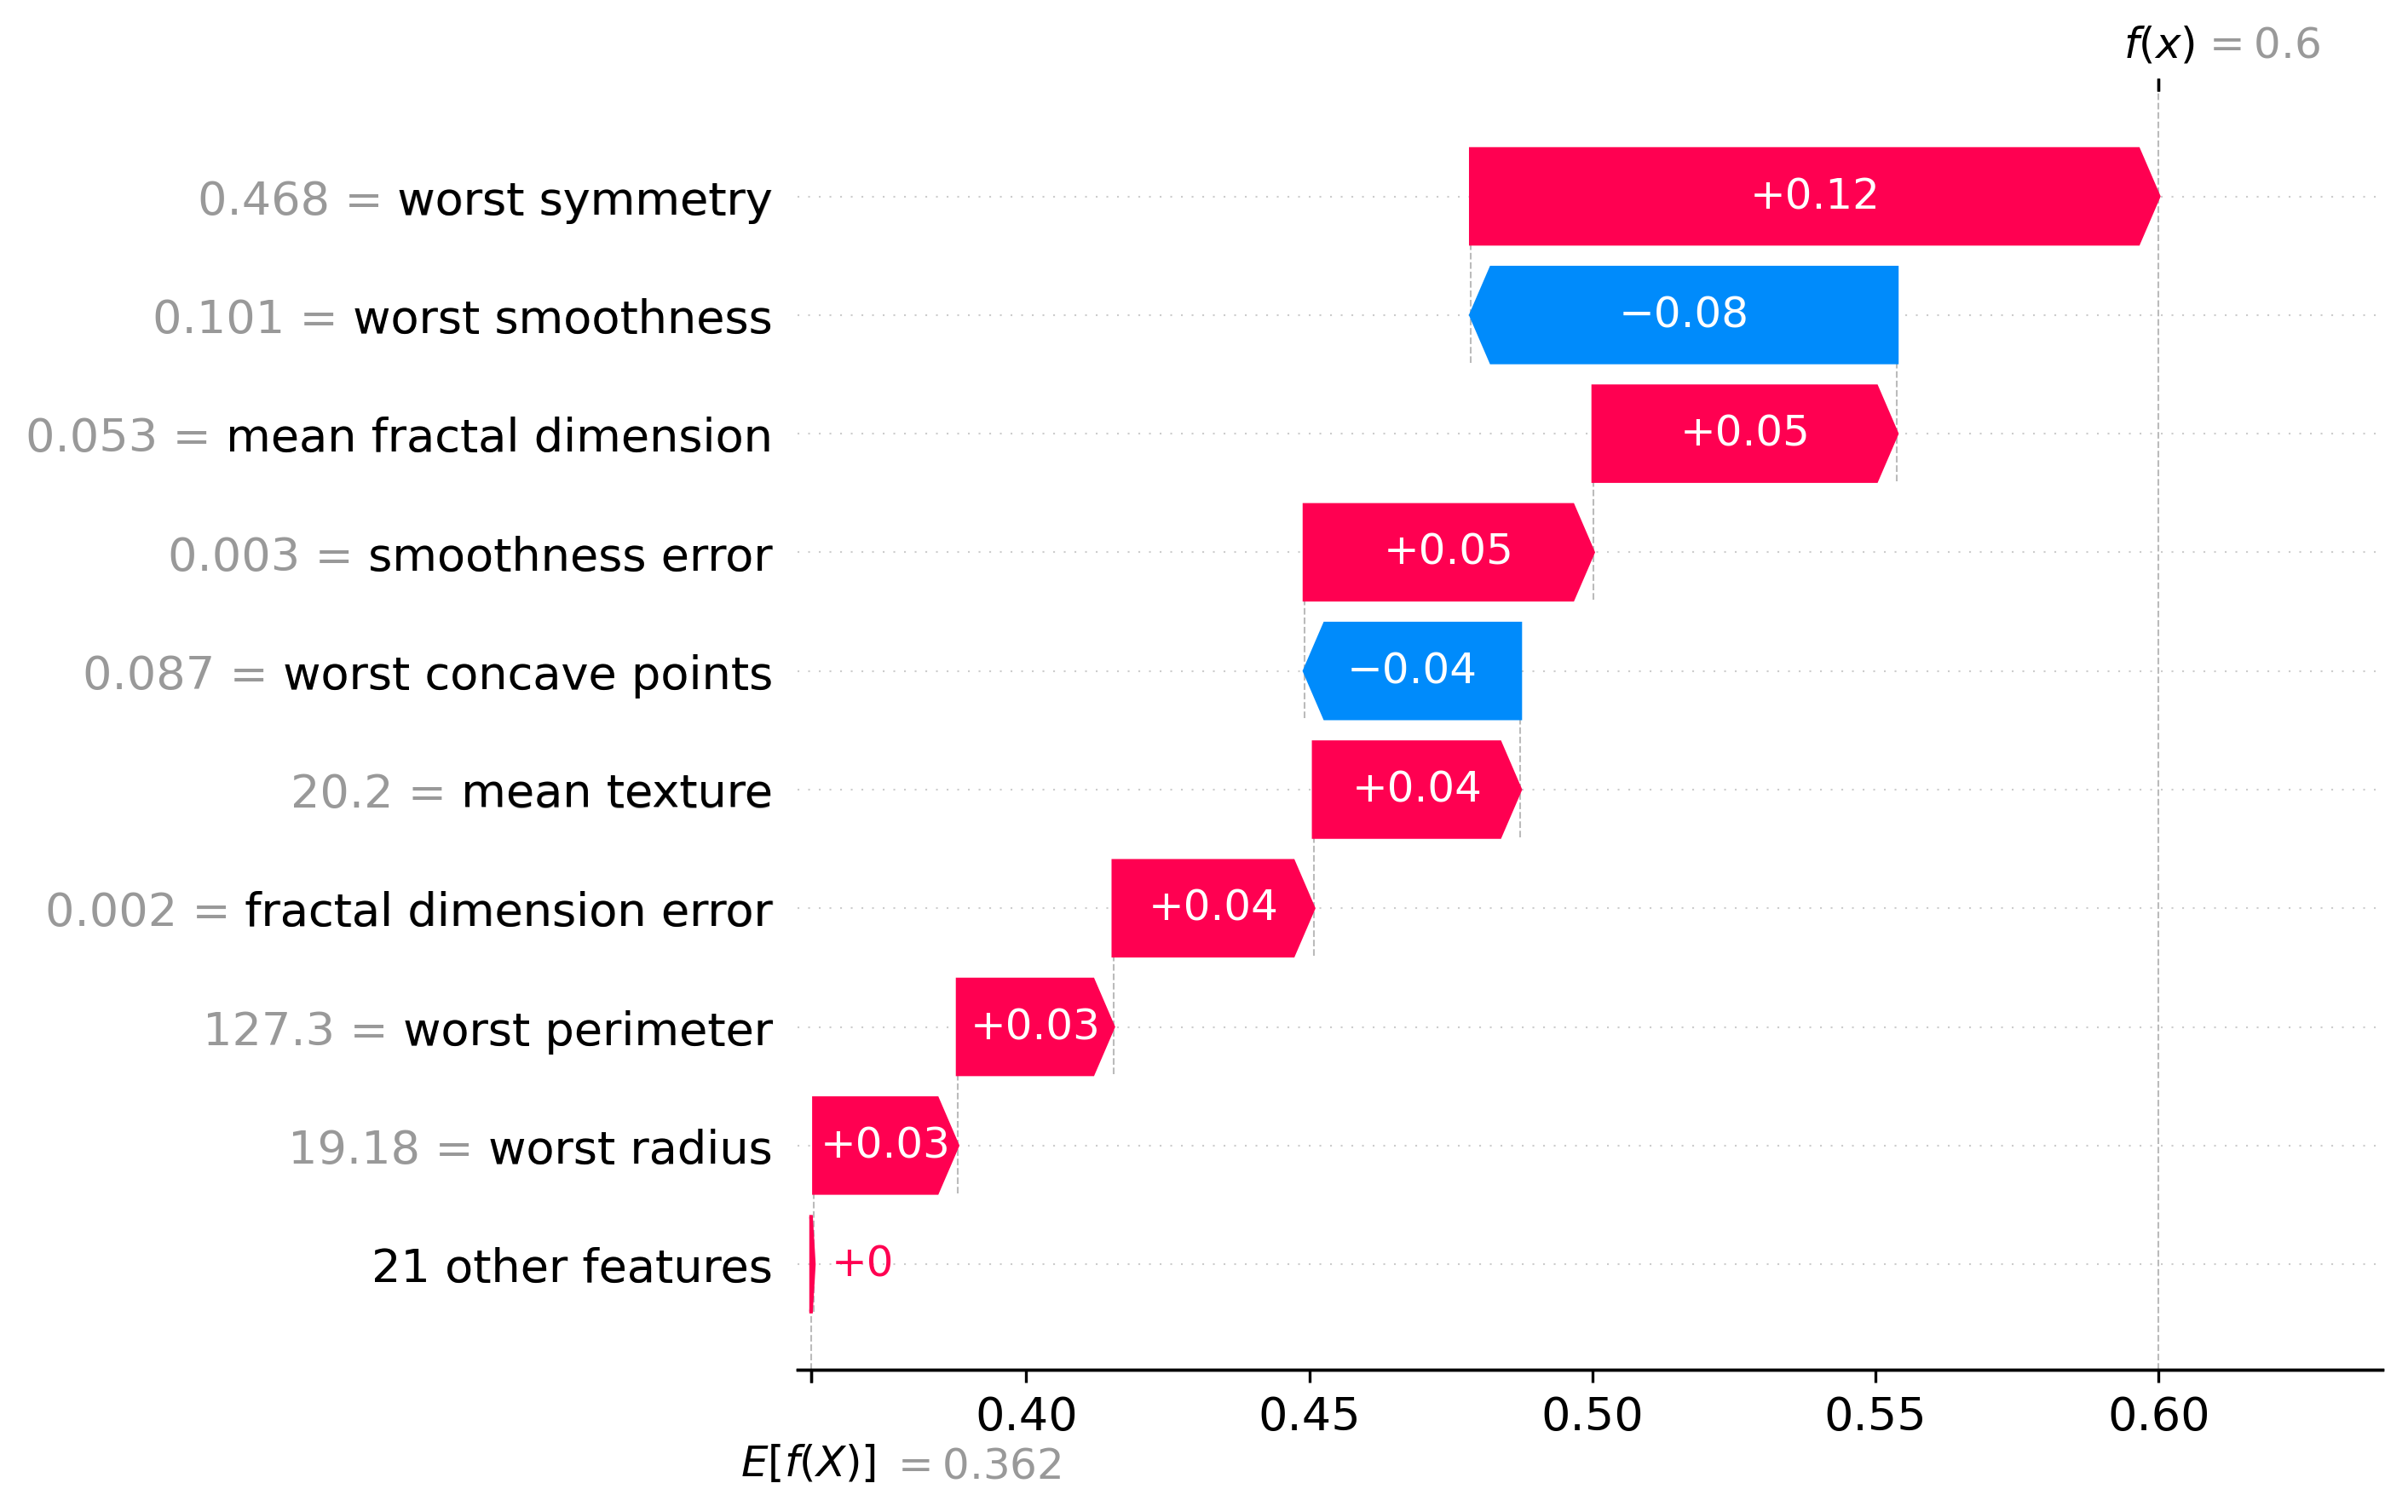 f(x) = 0.6
0.468 = worst symmetry +0.12
0.101 = worst smoothness −0.08
0.053 = mean fractal dimension +0.05
0.003 = smoothness error +0.05
0.087 = worst concave points −0.04
20.2 = mean texture +0.04
0.002 = fractal dimension error +0.04
127.3 = worst perimeter +0.03
19.18 = worst radius +0.03
21 other features +0
0.40 0.45 0.50 0.55 0.60
E[f(X)] = 0.362